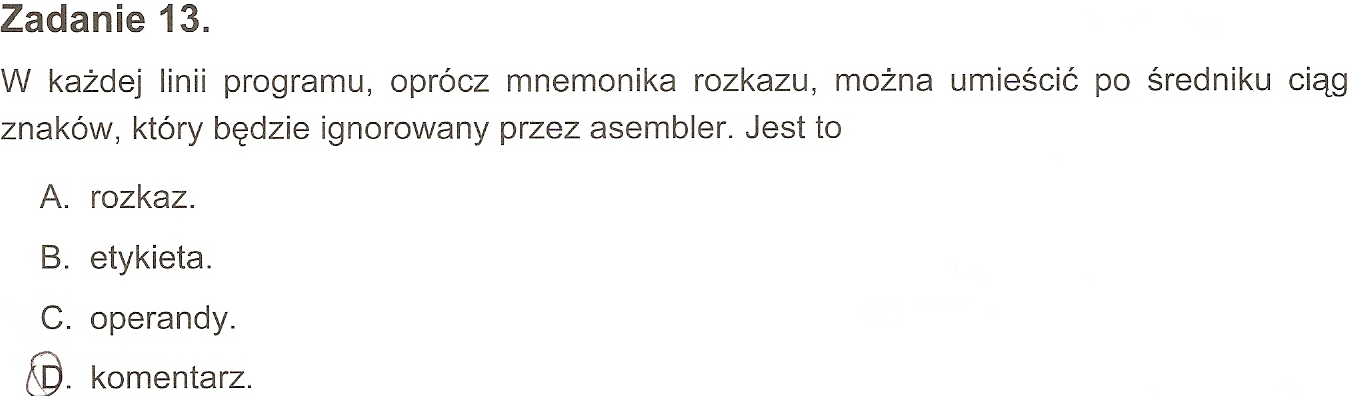 Zadanie 13.
W każdej linii programu, oprócz mnemonika rozkazu, można umieścić po średniku ciąg
znaków, który będzie ignorowany przez asembler. Jest to
A. rozkaz.
B. etykieta.
C. operandy.
D. komentarz.